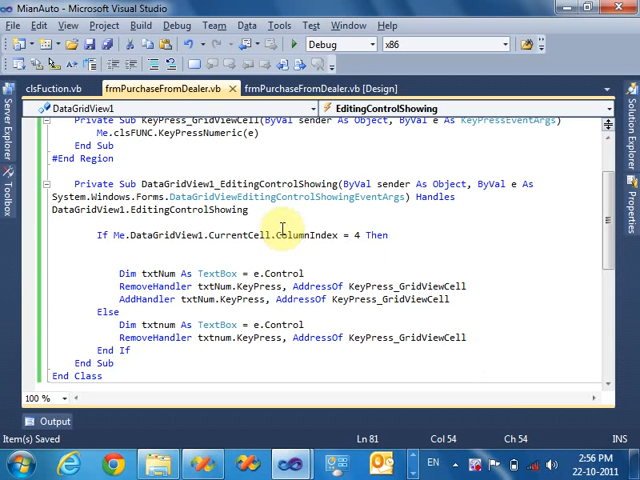 MianAuto - Microsoft Visual Studio
File Edit View Project Build Debug Team Data Tools Test Window Help
Debug x86
clsFuction.vb frmPurchaseFromDealer.vb frmPurchaseFromDealer.vb [Design]
DataGridView1 EditingControlShowing
Private Sub KeyPress_GridViewCell(ByVal sender As Object, ByVal e As KeyPressEventArgs)
Me.clsFUNC.KeyPressNumeric(e)
End Sub
#End Region
Private Sub DataGridView1_EditingControlShowing(ByVal sender As Object, ByVal e As
System.Windows.Forms.DataGridViewEditingControlShowingEventArgs) Handles
DataGridView1.EditingControlShowing
If Me.DataGridView1.CurrentCell.ColumnIndex = 4 Then
Dim txtNum As TextBox = e.Control
RemoveHandler txtNum.KeyPress, AddressOf KeyPress_GridViewCell
AddHandler txtNum.KeyPress, AddressOf KeyPress_GridViewCell
Else
Dim txtnum As TextBox = e.Control
RemoveHandler txtnum.KeyPress, AddressOf KeyPress_GridViewCell
End If
End Sub
End Class
100 %
Server Explorer
Toolbox
Solution Explorer
Properties
Output
Item(s) Saved Ln 81 Col 54 Ch 54 INS
EN 2:56 PM
22-10-2011